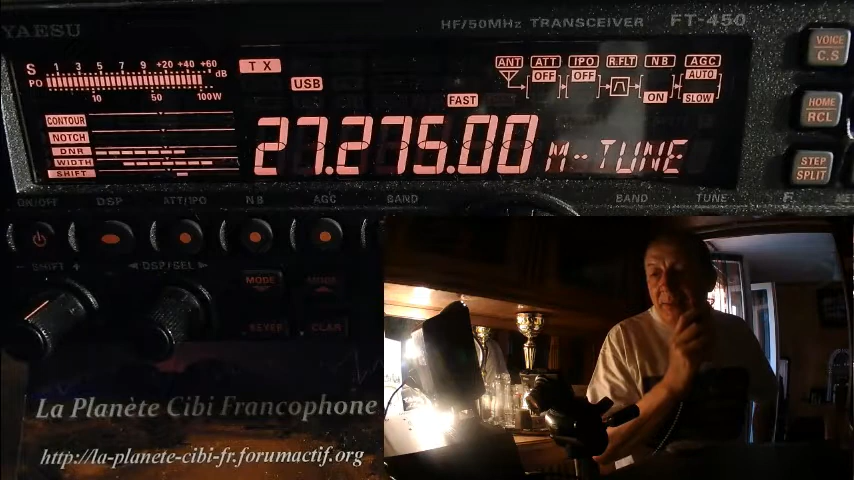 YAESU
HF/50MHz TRANSCEIVER FT-450
VOICE
C.S
S 1 3 5 7 9 +20 +40 +60 dB
PO 10 50 100W
TX
USB
FAST
ANT ATT IPO R.FLT NB AGC
OFF OFF AUTO
ON SLOW
HOME
RCL
CONTOUR
NOTCH
DNR
WIDTH
SHIFT
27.275.00 M-TUNE
STEP
SPLIT
ON/OFF DSP ATT/IPO NB AGC BAND BAND TUNE F.
- SHIFT + ◄ DSP/SEL ►
MODE MODE
KEYER CLAR
La Planète Cibi Francophone
http://la-planete-cibi-fr.forumactif.org